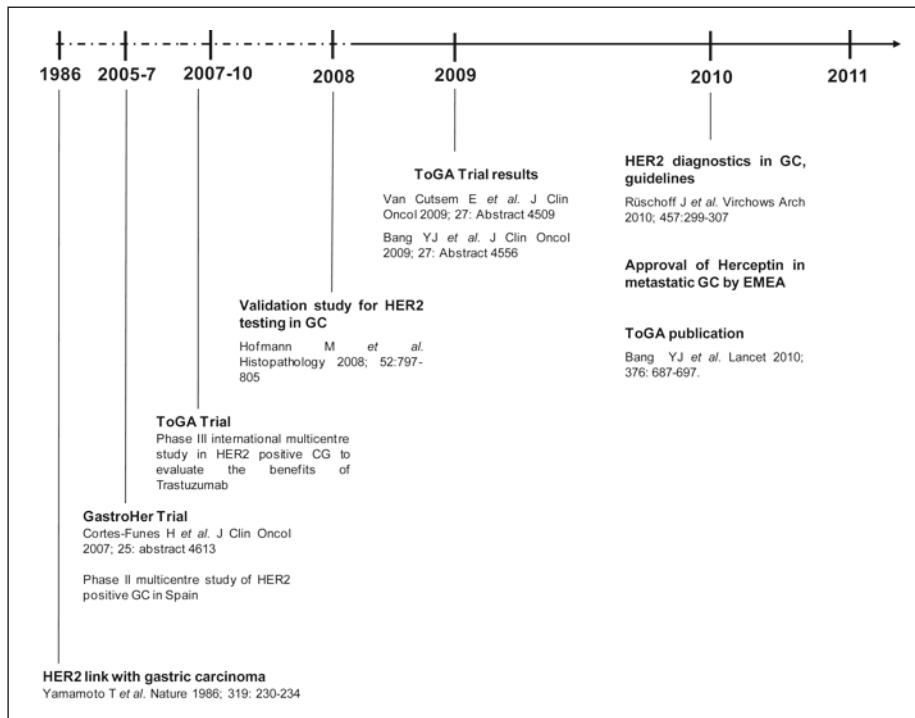 1986 2005-7 2007-10 2008 2009 2010 2011
ToGA Trial results
Van Cutsem E et al. J Clin
Oncol 2009; 27: Abstract 4509
Bang YJ et al. J Clin Oncol
2009; 27: Abstract 4556
HER2 diagnostics in GC,
guidelines
Rüschoff J et al. Virchows Arch
2010; 457:299-307
Approval of Herceptin in
metastatic GC by EMEA
ToGA publication
Bang YJ et al. Lancet 2010;
376: 687-697.
Validation study for HER2
testing in GC
Hofmann M et al.
Histopathology 2008; 52:797-
805
ToGA Trial
Phase III international multicentre
study in HER2 positive CG to
evaluate the benefits of
Trastuzumab
GastroHer Trial
Cortes-Funes H et al. J Clin Oncol
2007; 25: abstract 4613
Phase II multicentre study of HER2
positive GC in Spain
HER2 link with gastric carcinoma
Yamamoto T et al. Nature 1986; 319: 230-234